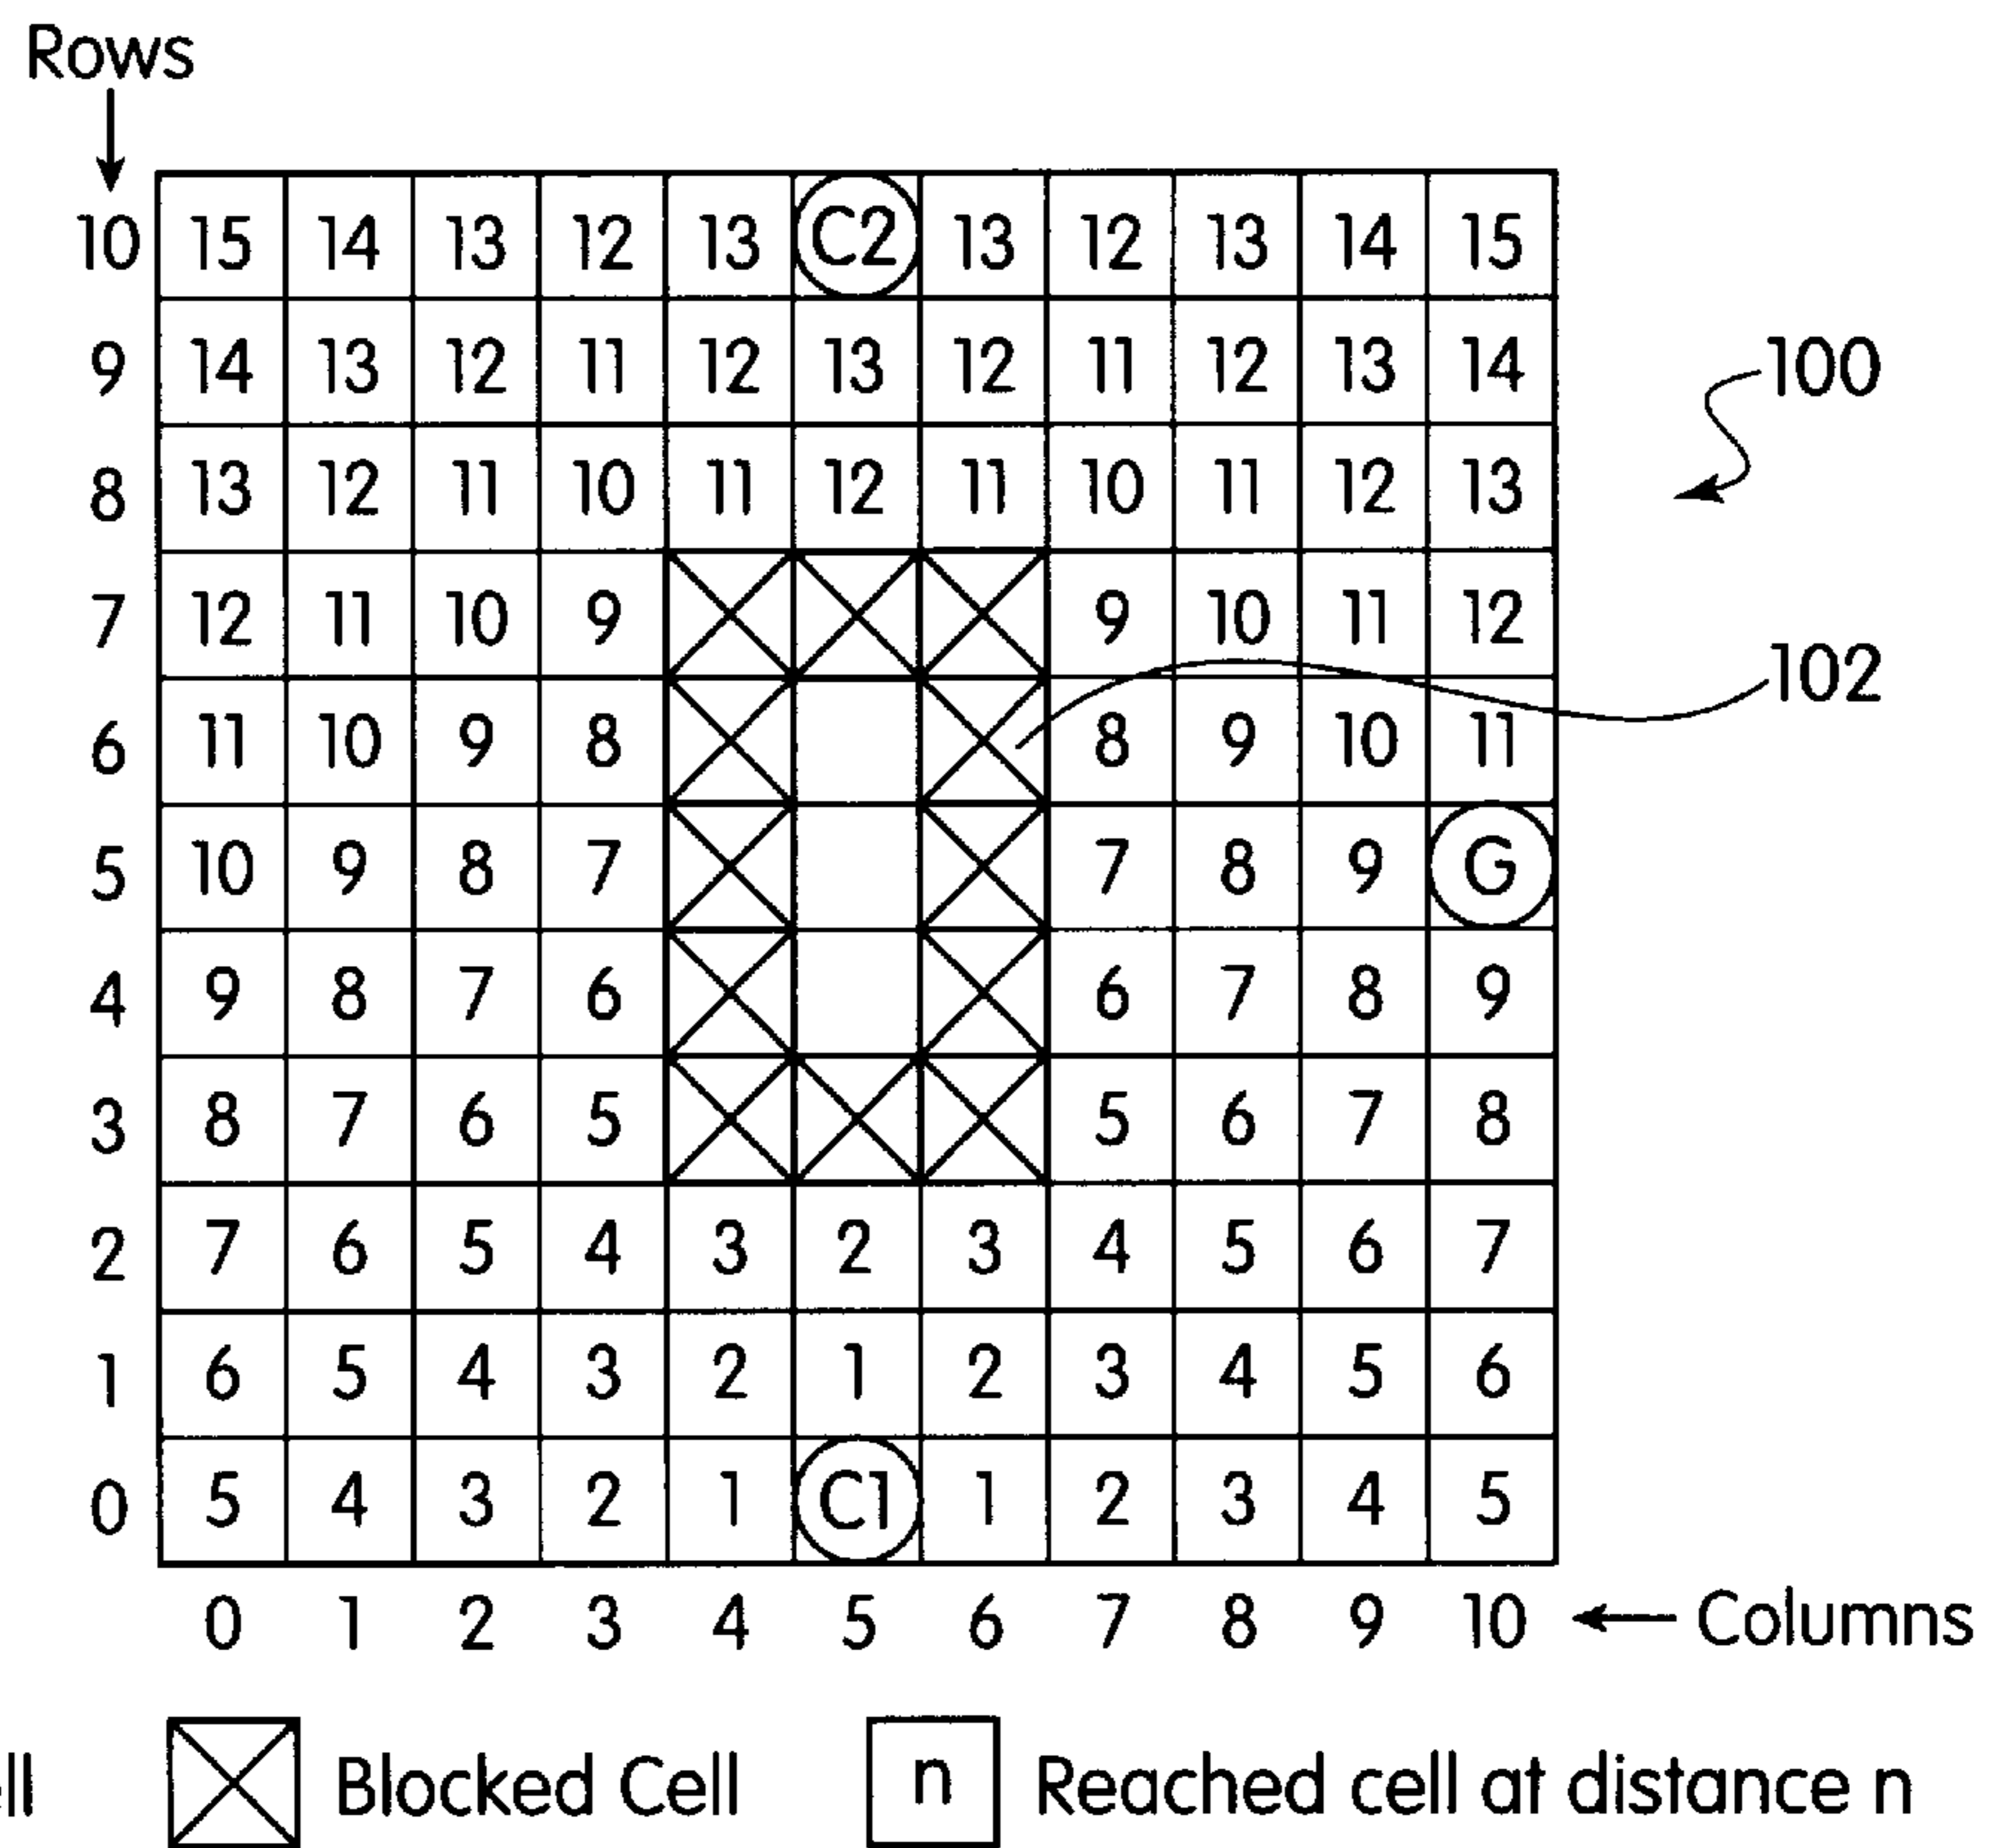 Rows
10 15 14 13 12 13 C2 13 12 13 14 15
9 14 13 12 11 12 13 12 11 12 13 14
100
8 13 12 11 10 11 12 11 10 11 12 13
7 12 11 10 9 9 10 11 12
102
6 11 10 9 8 8 9 10 11
5 10 9 8 7 7 8 9 G
4 9 8 7 6 6 7 8 9
3 8 7 6 5 5 6 7 8
2 7 6 5 4 3 2 3 4 5 6 7
1 6 5 4 3 2 1 2 3 4 5 6
0 5 4 3 2 1 C1 1 2 3 4 5
0 1 2 3 4 5 6 7 8 9 10 Columns
Blocked Cell
n Reached cell at distance n